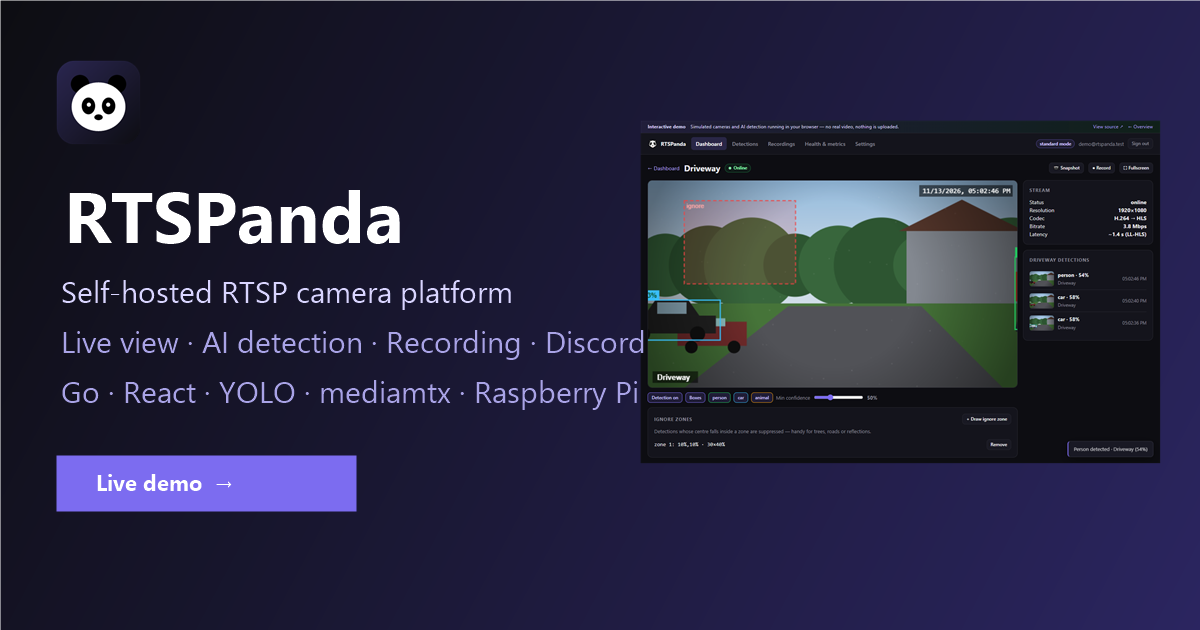 RTSPanda
Self-hosted RTSP camera platform
Live view · AI detection · Recording · Discord
Go · React · YOLO · mediamtx · Raspberry Pi
Live demo →
Interactive demo Simulated cameras and AI detection running in your browser — no real video, nothing is uploaded. View source ↗ ← Overview
RTSPanda Dashboard Detections Recordings Health & metrics Settings standard mode demo@rtspanda.test Sign out
← Dashboard Driveway Online Snapshot Record Fullscreen
11/13/2026, 05:02:46 PM
ignore
0%
Driveway
Detection on Boxes person car animal Min confidence 50%
IGNORE ZONES + Draw ignore zone
Detections whose centre falls inside a zone are suppressed — handy for trees, roads or reflections.
zone 1: 10%,10% · 30×40% Remove
STREAM
Status online
Resolution 1920×1080
Codec H.264 → HLS
Bitrate 3.8 Mbps
Latency ~1.4 s (LL-HLS)
DRIVEWAY DETECTIONS
person · 54% 05:02:46 PM
Driveway
car · 58% 05:02:40 PM
Driveway
car · 58% 05:02:36 PM
Driveway
Person detected · Driveway (54%)